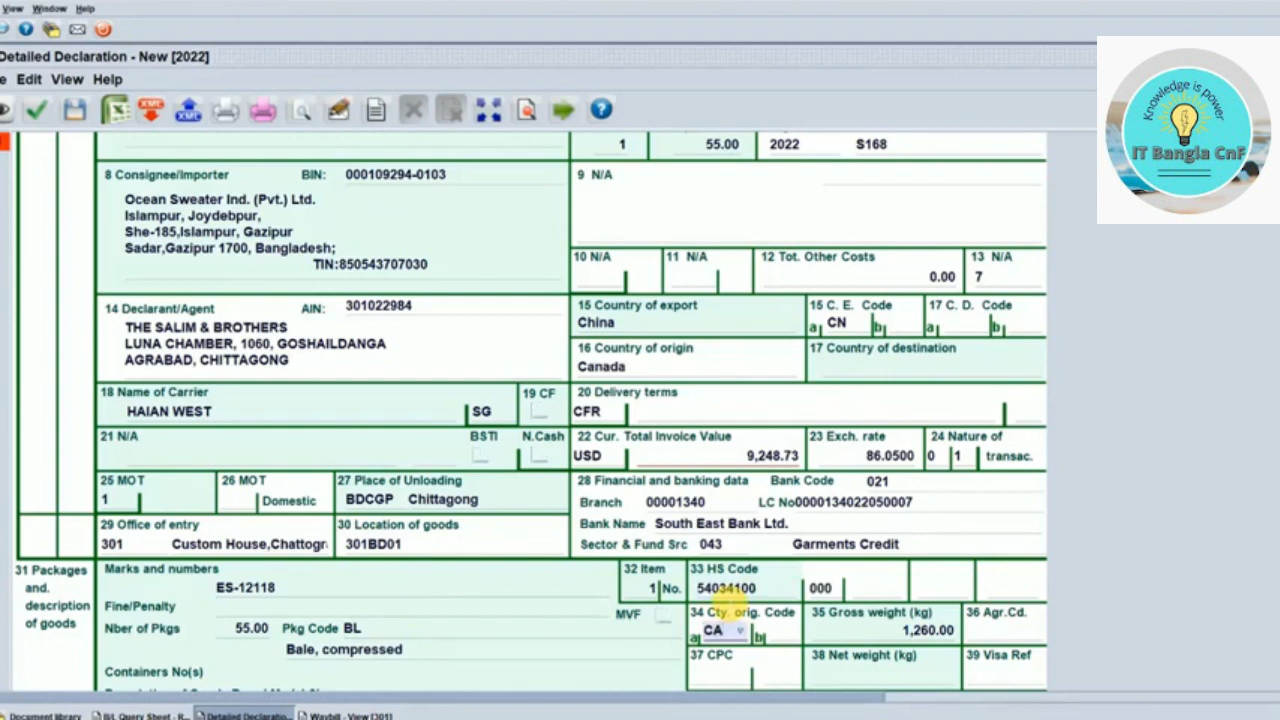 View Window Help
Detailed Declaration - New [2022]
Edit View Help
Knowledge is power
IT Bangla CnF
1 55.00 2022 S168
8 Consignee/Importer BIN: 000109294-0103
9 N/A
Ocean Sweater Ind. (Pvt.) Ltd.
Islampur, Joydebpur,
She-185,Islampur, Gazipur
Sadar,Gazipur 1700, Bangladesh;
TIN:850543707030
10 N/A 11 N/A 12 Tot. Other Costs 13 N/A
0.00 7
14 Declarant/Agent AIN: 301022984
THE SALIM & BROTHERS
LUNA CHAMBER, 1060, GOSHAILDANGA
AGRABAD, CHITTAGONG
15 Country of export 15 C. E. Code 17 C. D. Code
China a CN b a b
16 Country of origin 17 Country of destination
Canada
18 Name of Carrier 19 CF 20 Delivery terms
HAIAN WEST SG CFR
21 N/A BSTI N.Cash 22 Cur. Total Invoice Value 23 Exch. rate 24 Nature of
USD 9,248.73 86.0500 0 1 transac.
25 MOT 26 MOT 27 Place of Unloading 28 Financial and banking data Bank Code 021
1 Domestic BDCGP Chittagong Branch 00001340 LC No0000134022050007
29 Office of entry 30 Location of goods Bank Name South East Bank Ltd.
301 Custom House,Chattogr 301BD01 Sector & Fund Src 043 Garments Credit
31 Packages and. description of goods
Marks and numbers 32 Item 33 HS Code
ES-12118 1 No. 54034100 000
Fine/Penalty MVF 34 Cty. orig. Code 35 Gross weight (kg) 36 Agr.Cd.
Nber of Pkgs 55.00 Pkg Code BL a CA b 1,260.00
Bale, compressed 37 CPC 38 Net weight (kg) 39 Visa Ref
Containers No(s)
Document library B/L Query Sheet - R... Detailed Declaratio... Waybill - View [301]